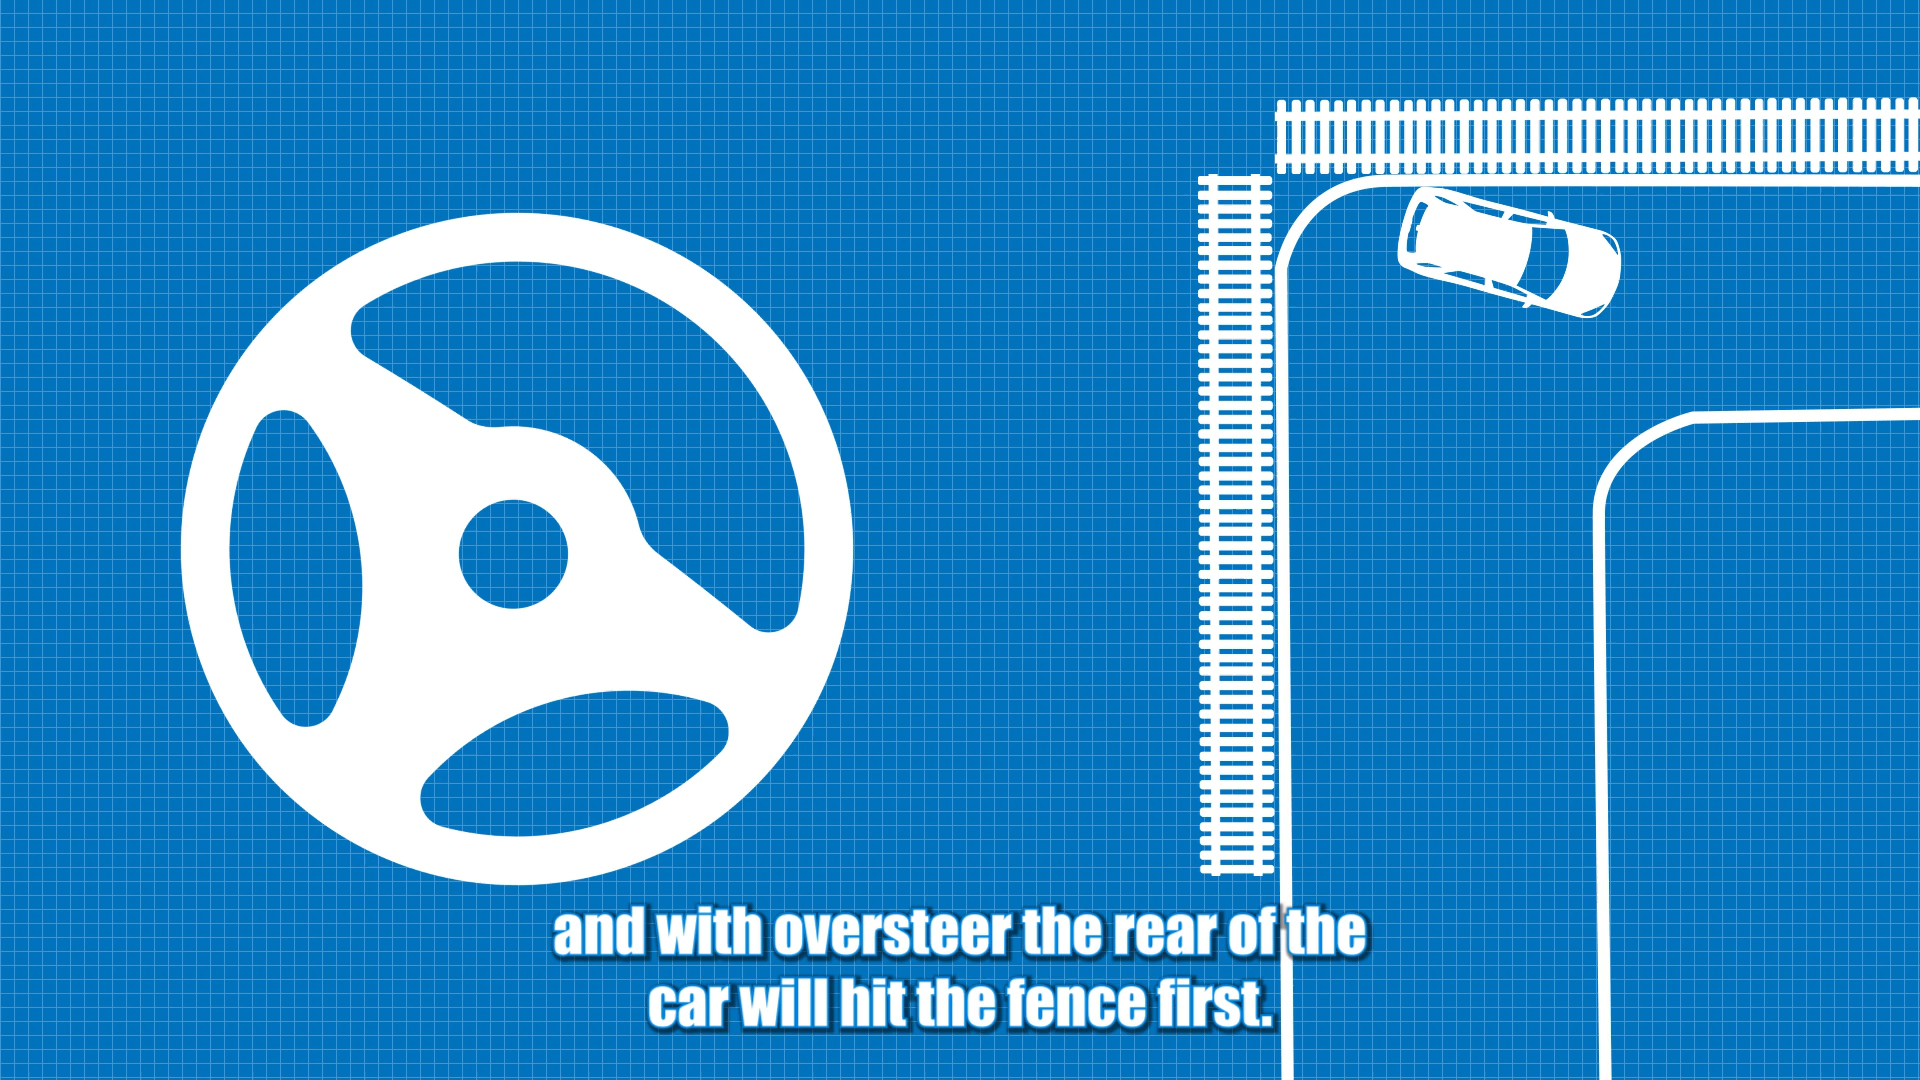 and with oversteer the rear of the
car will hit the fence first.